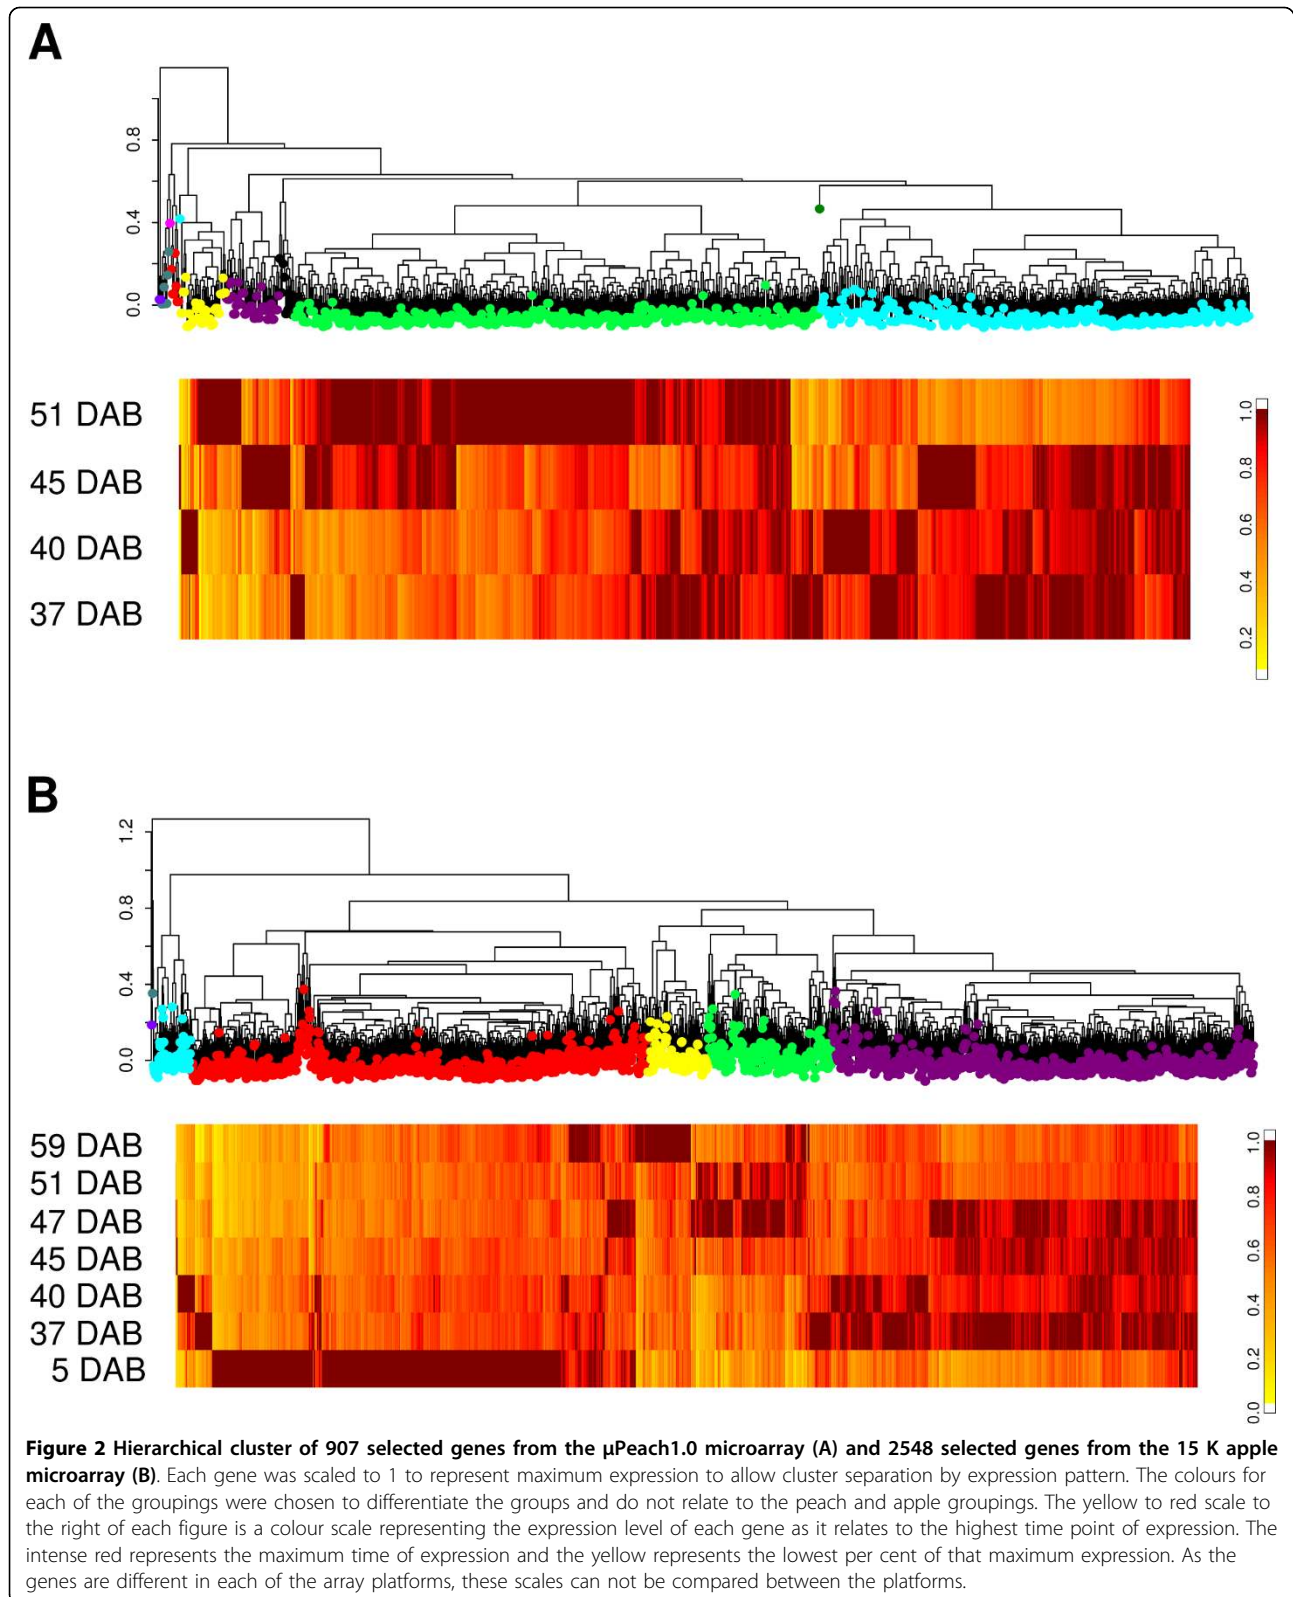 A
0.8
0.4
0.0
51 DAB
45 DAB
40 DAB
37 DAB
1.0
0.8
0.6
0.4
0.2
B
1.2
0.8
0.4
0.0
59 DAB
51 DAB
47 DAB
45 DAB
40 DAB
37 DAB
5 DAB
1.0
0.8
0.6
0.4
0.2
0.0
Figure 2 Hierarchical cluster of 907 selected genes from the μPeach1.0 microarray (A) and 2548 selected genes from the 15 K apple
microarray (B). Each gene was scaled to 1 to represent maximum expression to allow cluster separation by expression pattern. The colours for
each of the groupings were chosen to differentiate the groups and do not relate to the peach and apple groupings. The yellow to red scale to
the right of each figure is a colour scale representing the expression level of each gene as it relates to the highest time point of expression. The
intense red represents the maximum time of expression and the yellow represents the lowest per cent of that maximum expression. As the
genes are different in each of the array platforms, these scales can not be compared between the platforms.